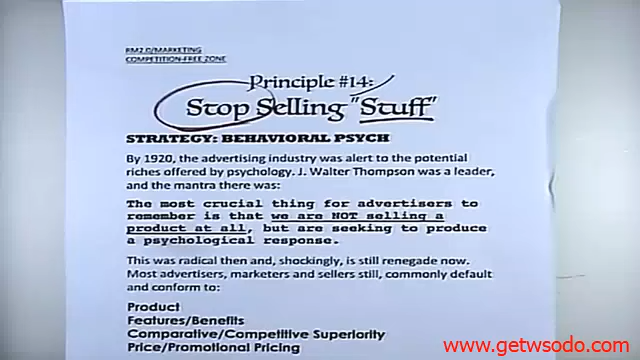 RM2.0/MARKETING
COMPETITION-FREE ZONE
Principle #14:
Stop Selling "Stuff"
STRATEGY: BEHAVIORAL PSYCH
By 1920, the advertising industry was alert to the potential
riches offered by psychology. J. Walter Thompson was a leader,
and the mantra there was:
The most crucial thing for advertisers to
remember is that we are NOT selling a
product at all, but are seeking to produce
a psychological response.
This was radical then and, shockingly, is still renegade now.
Most advertisers, marketers and sellers still, commonly default
and conform to:
Product
Features/Benefits
Comparative/Competitive Superiority
Price/Promotional Pricing
www.getwsodo.com